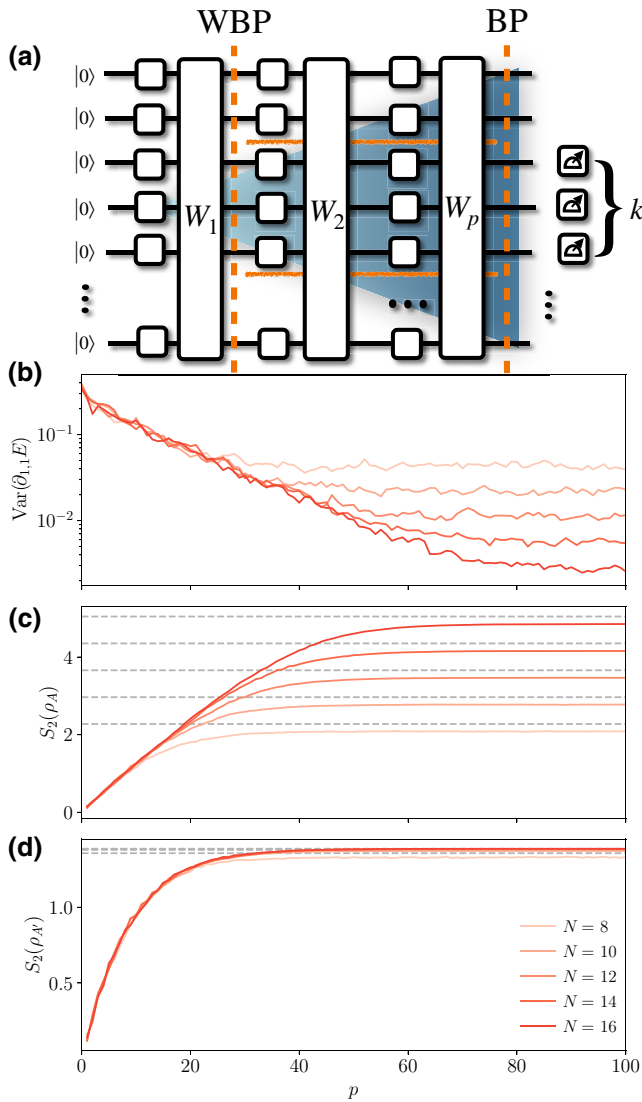 WBP BP
(a)
|0⟩
|0⟩
|0⟩
|0⟩
|0⟩
|0⟩
W₁ W₂ Wₚ
k
(b)
Var(∂₁,₁E)
10⁻¹
10⁻²
(c)
S₂(ρ_A)
4
2
0
(d)
S₂(ρ_A′)
1.0
0.5
N = 8
N = 10
N = 12
N = 14
N = 16
0 20 40 60 80 100
p